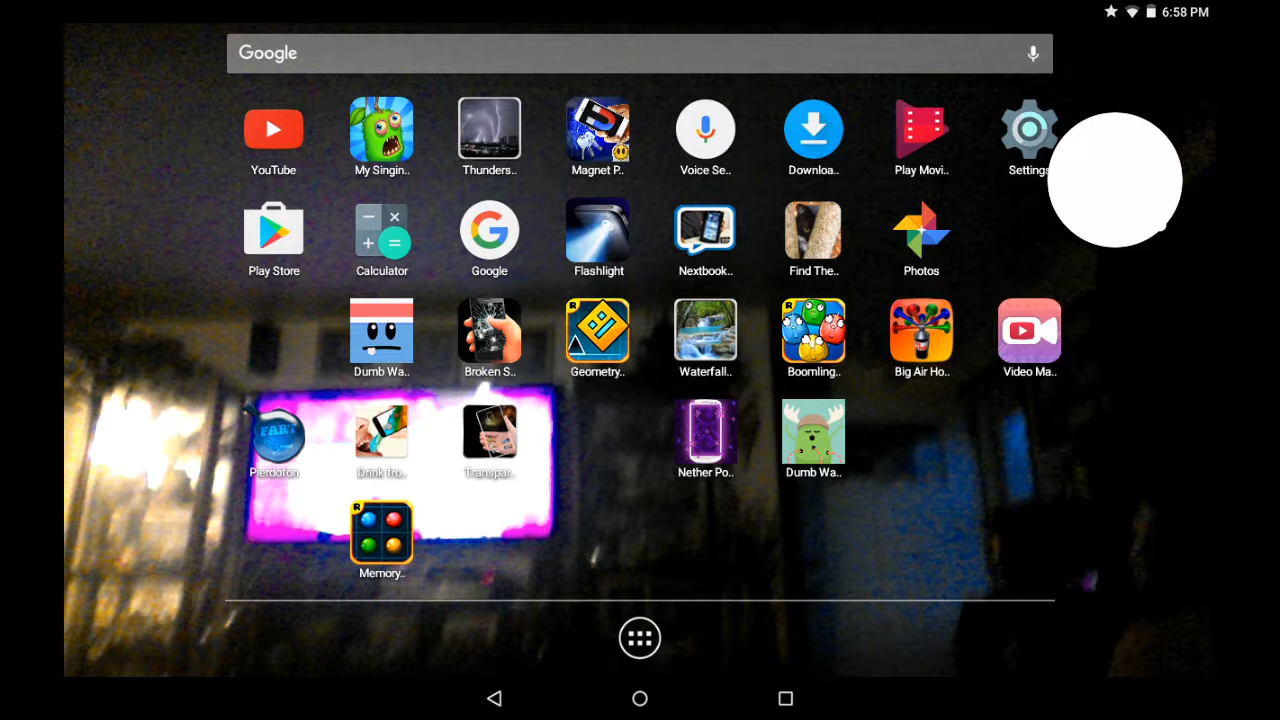 6:58 PM
Google
YouTube
My Singin..
Thunders..
Magnet P..
Voice Se..
Downloa..
Play Movi..
Settings
Play Store
Calculator
Google
Flashlight
Nextbook..
Find The..
Photos
Dumb Wa..
Broken S..
Geometry..
Waterfall..
Boomling..
Big Air Ho..
Video Ma..
FART
Pierdofon
Drink fro..
Transpar..
Nether Po..
Dumb Wa..
R
Memory..